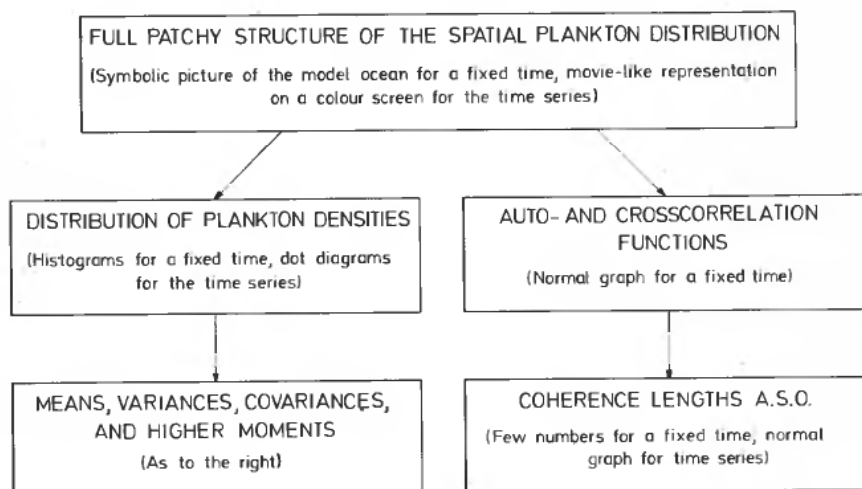 FULL PATCHY STRUCTURE OF THE SPATIAL PLANKTON DISTRIBUTION
(Symbolic picture of the model ocean for a fixed time, movie-like representation
on a colour screen for the time series)
DISTRIBUTION OF PLANKTON DENSITIES
(Histograms for a fixed time, dot diagrams
for the time series)
AUTO- AND CROSSCORRELATION
FUNCTIONS
(Normal graph for a fixed time)
MEANS, VARIANCES, COVARIANCES,
AND HIGHER MOMENTS
(As to the right)
COHERENCE LENGTHS A.S.O.
(Few numbers for a fixed time, normal
graph for time series)